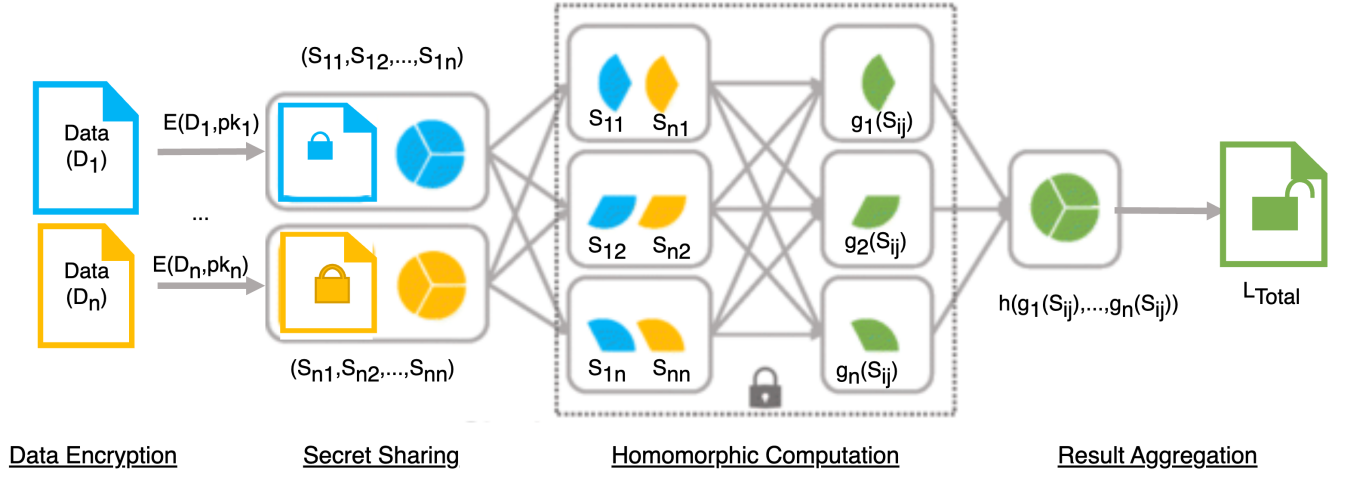 (S11,S12,...,S1n)
Data
(D1)
E(D1,pk1)
...
Data
(Dn)
E(Dn,pkn)
(Sn1,Sn2,...,Snn)
S11 Sn1
S12 Sn2
S1n Snn
g1(Sij)
g2(Sij)
gn(Sij)
h(g1(Sij),...,gn(Sij))
LTotal
Data Encryption
Secret Sharing
Homomorphic Computation
Result Aggregation